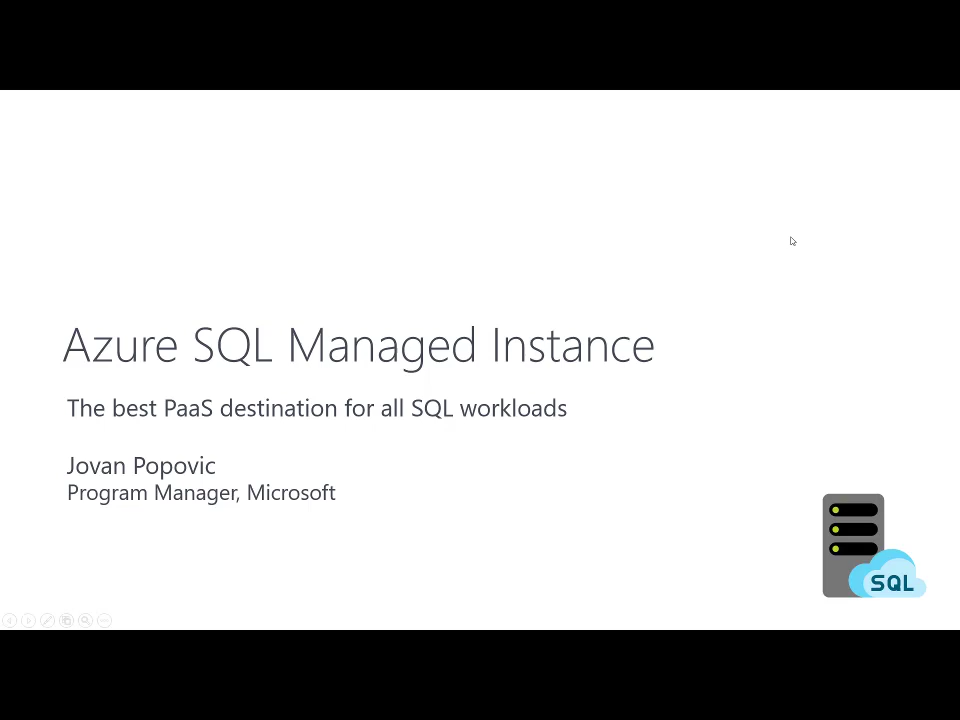 Azure SQL Managed Instance
The best PaaS destination for all SQL workloads
Jovan Popovic
Program Manager, Microsoft
SQL